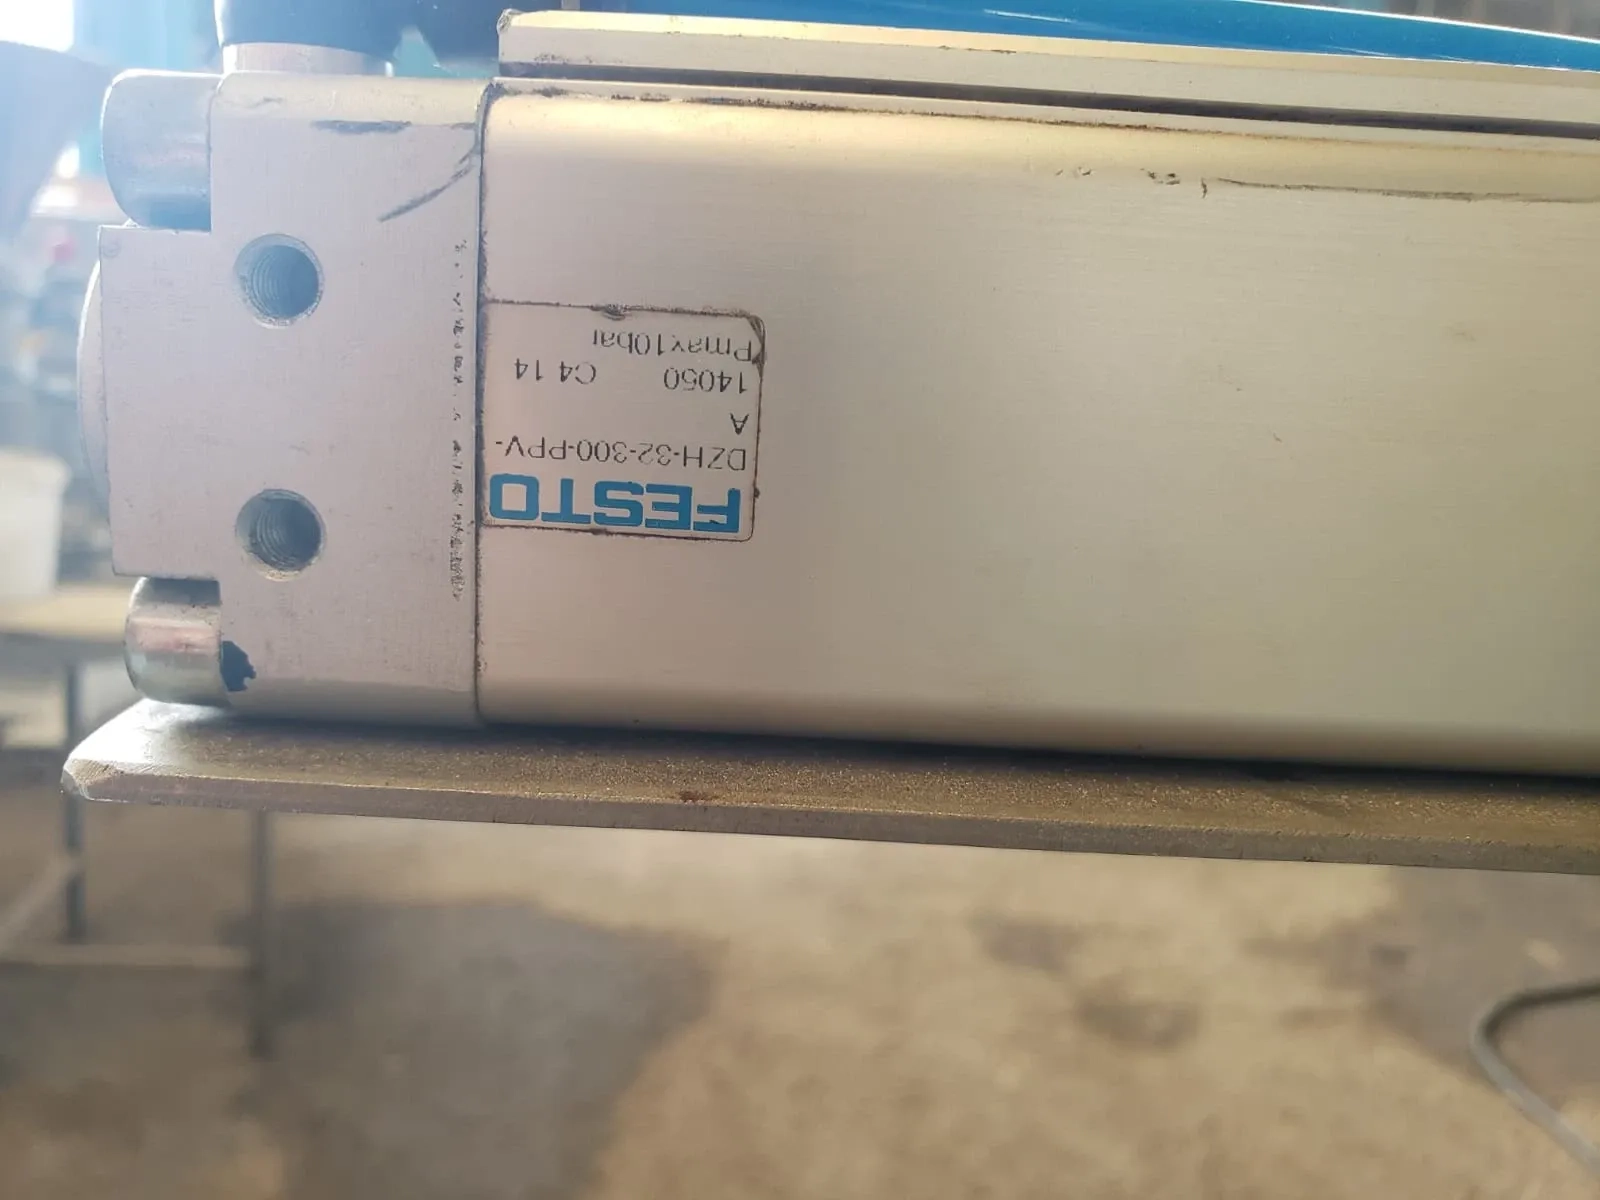 FESTO
DZH-32-300-PPV-
A
14050 C4 14
Pmax10bar